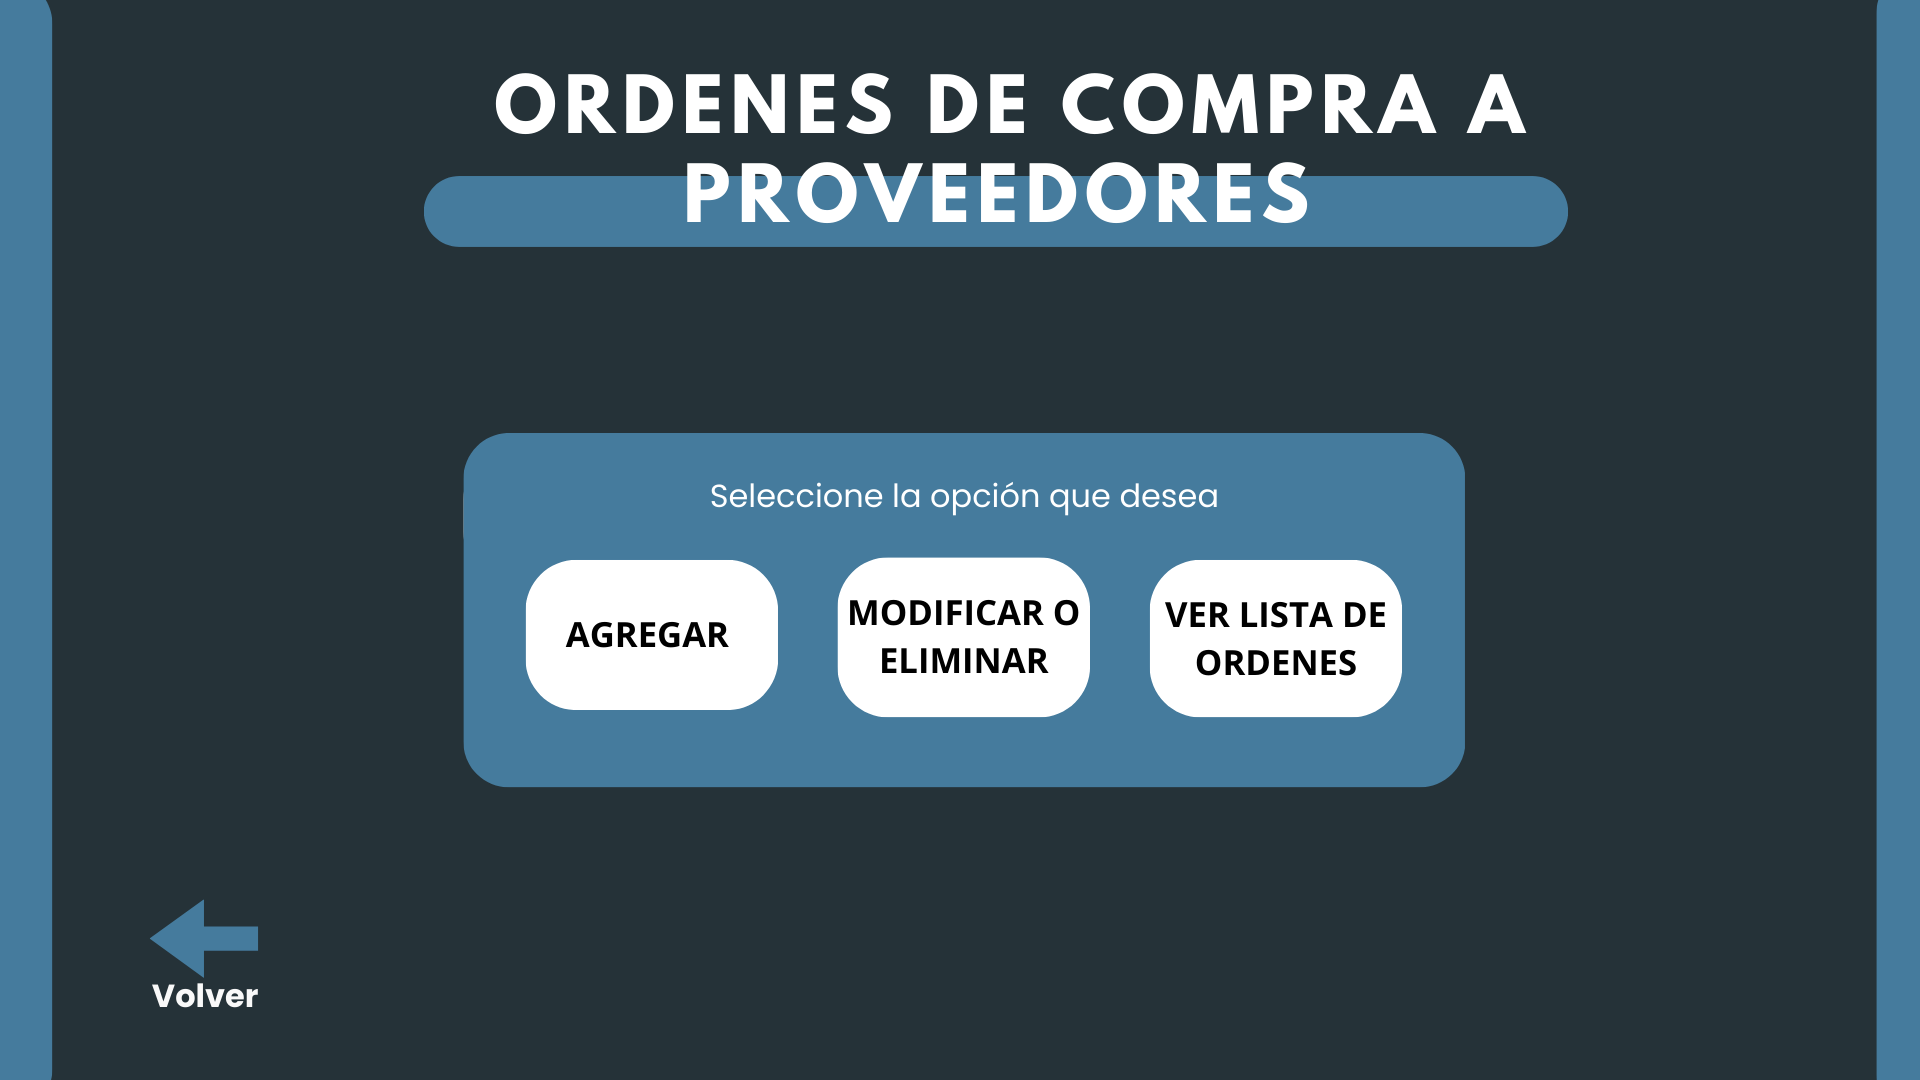 ORDENES DE COMPRA A
PROVEEDORES
Seleccione la opción que desea
AGREGAR
MODIFICAR O
ELIMINAR
VER LISTA DE
ORDENES
Volver